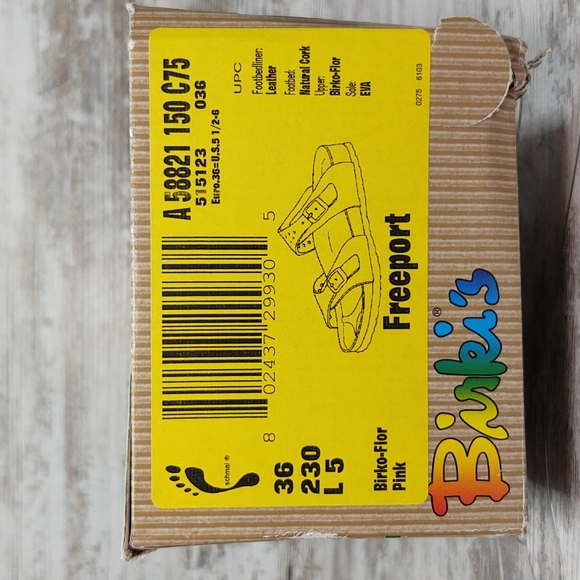 A 58821 150 C75
515123 036
Euro.36=U.S.5 1/2-6
UPC
Footbedliner:
Leather
Footbed:
Natural Cork
Upper:
Birko-Flor
Sole:
EVA
0275 6103
8 02437 29930 5
Freeport
schmal ®
36
230
L 5
Birko-Flor
Pink
Birki's®